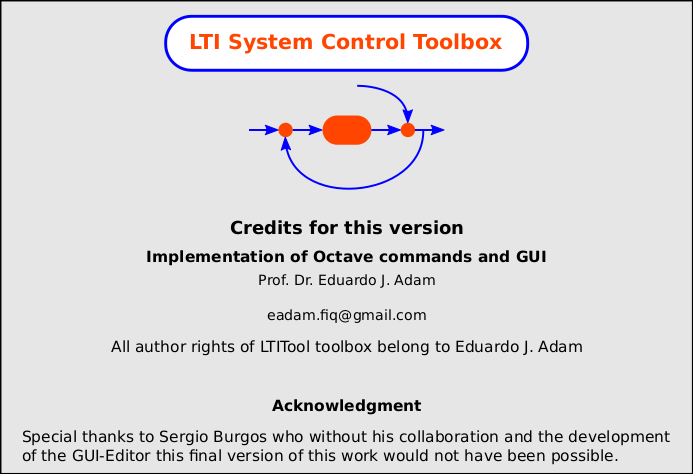 LTI System Control Toolbox
Credits for this version
Implementation of Octave commands and GUI
Prof. Dr. Eduardo J. Adam
eadam.fiq@gmail.com
All author rights of LTITool toolbox belong to Eduardo J. Adam
Acknowledgment
Special thanks to Sergio Burgos who without his collaboration and the development
of the GUI-Editor this final version of this work would not have been possible.